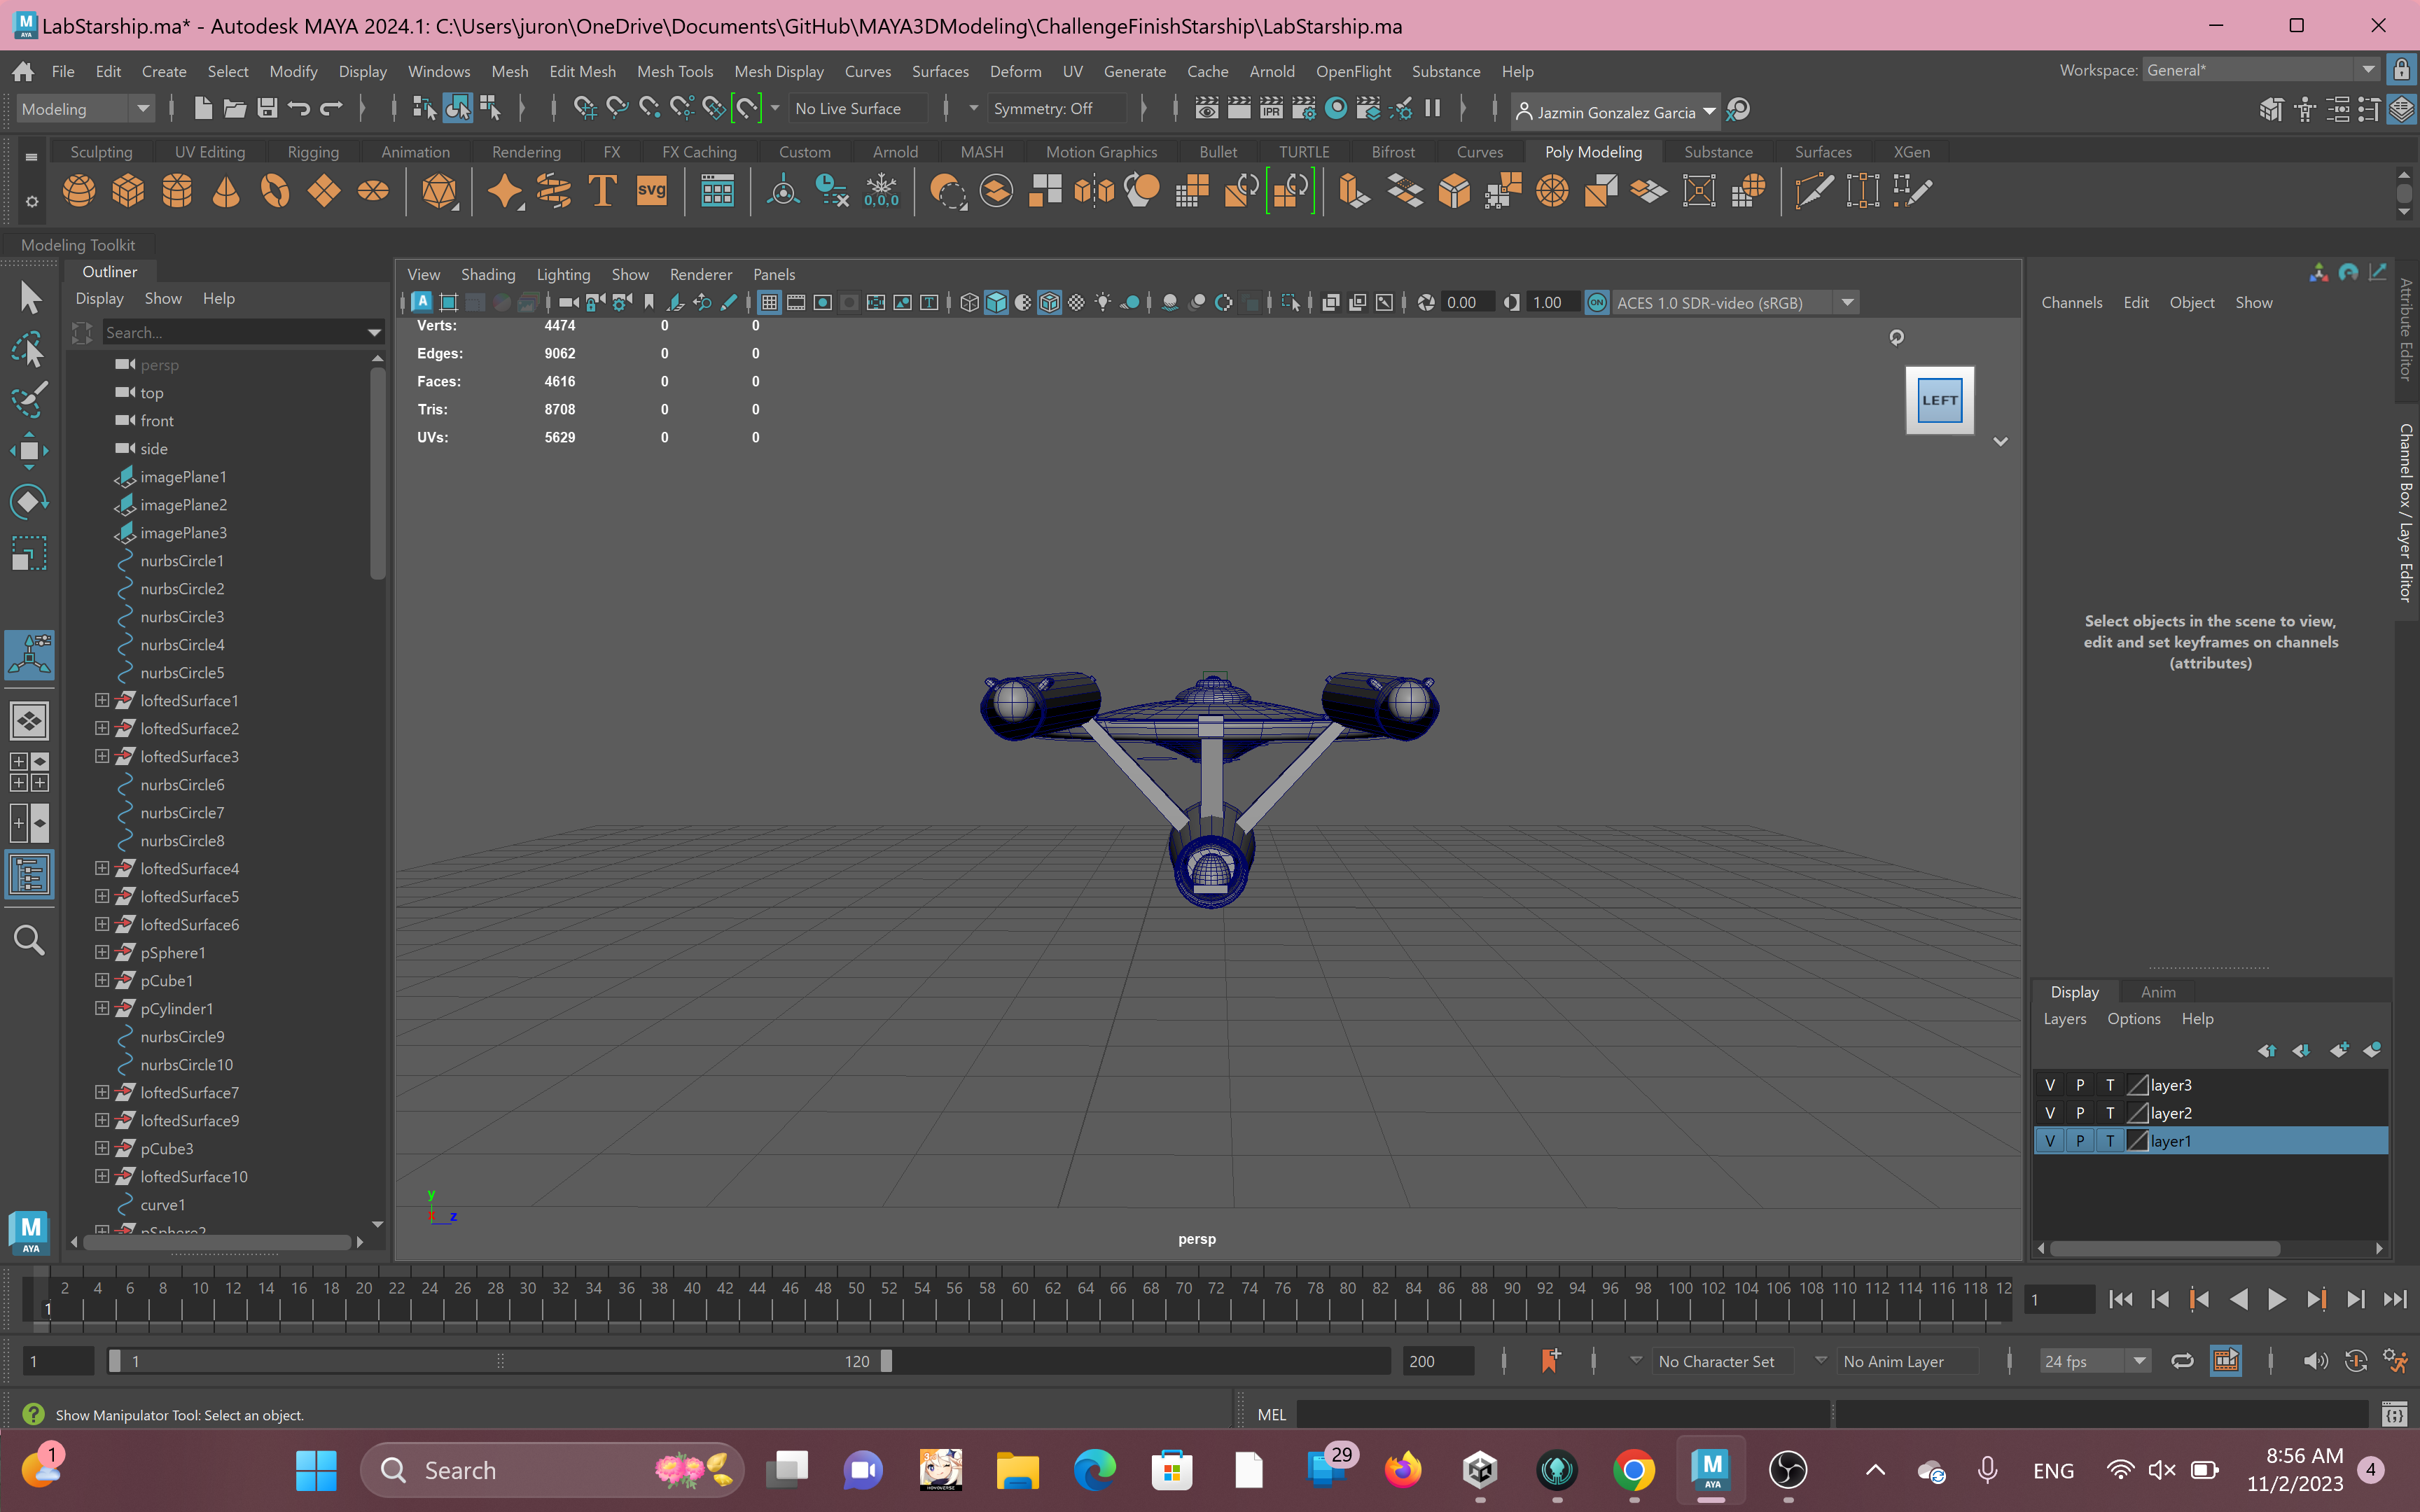 LabStarship.ma* - Autodesk MAYA 2024.1: C:\Users\juron\OneDrive\Documents\GitHub\MAYA3DModeling\ChallengeFinishStarship\LabStarship.ma
File Edit Create Select Modify Display Windows Mesh Edit Mesh Mesh Tools Mesh Display Curves Surfaces Deform UV Generate Cache Arnold OpenFlight Substance Help Workspace: General*
Modeling No Live Surface Symmetry: Off IPR Jazmin Gonzalez Garcia
Sculpting UV Editing Rigging Animation Rendering FX FX Caching Custom Arnold MASH Motion Graphics Bullet TURTLE Bifrost Curves Poly Modeling Substance Surfaces XGen
T svg 0,0,0
Modeling Toolkit
Outliner
Display Show Help
Search...
persp
top
front
side
imagePlane1
imagePlane2
imagePlane3
nurbsCircle1
nurbsCircle2
nurbsCircle3
nurbsCircle4
nurbsCircle5
loftedSurface1
loftedSurface2
loftedSurface3
nurbsCircle6
nurbsCircle7
nurbsCircle8
loftedSurface4
loftedSurface5
loftedSurface6
pSphere1
pCube1
pCylinder1
nurbsCircle9
nurbsCircle10
loftedSurface7
loftedSurface9
pCube3
loftedSurface10
curve1
pSphere2
View Shading Lighting Show Renderer Panels
0.00 1.00 ON ACES 1.0 SDR-video (sRGB)
Verts: 4474 0 0
Edges: 9062 0 0
Faces: 4616 0 0
Tris: 8708 0 0
UVs: 5629 0 0
LEFT
y
z
persp
Channels Edit Object Show
Attribute Editor
Channel Box / Layer Editor
Select objects in the scene to view,
edit and set keyframes on channels
(attributes)
Display Anim
Layers Options Help
V P T layer3
V P T layer2
V P T layer1
M
AYA
2 4 6 8 10 12 14 16 18 20 22 24 26 28 30 32 34 36 38 40 42 44 46 48 50 52 54 56 58 60 62 64 66 68 70 72 74 76 78 80 82 84 86 88 90 92 94 96 98 100 102 104 106 108 110 112 114 116 118 12
1 1
1 1 120 200 No Character Set No Anim Layer 24 fps
Show Manipulator Tool: Select an object. MEL
1 Search 29 M AYA ENG 8:56 AM 4
11/2/2023